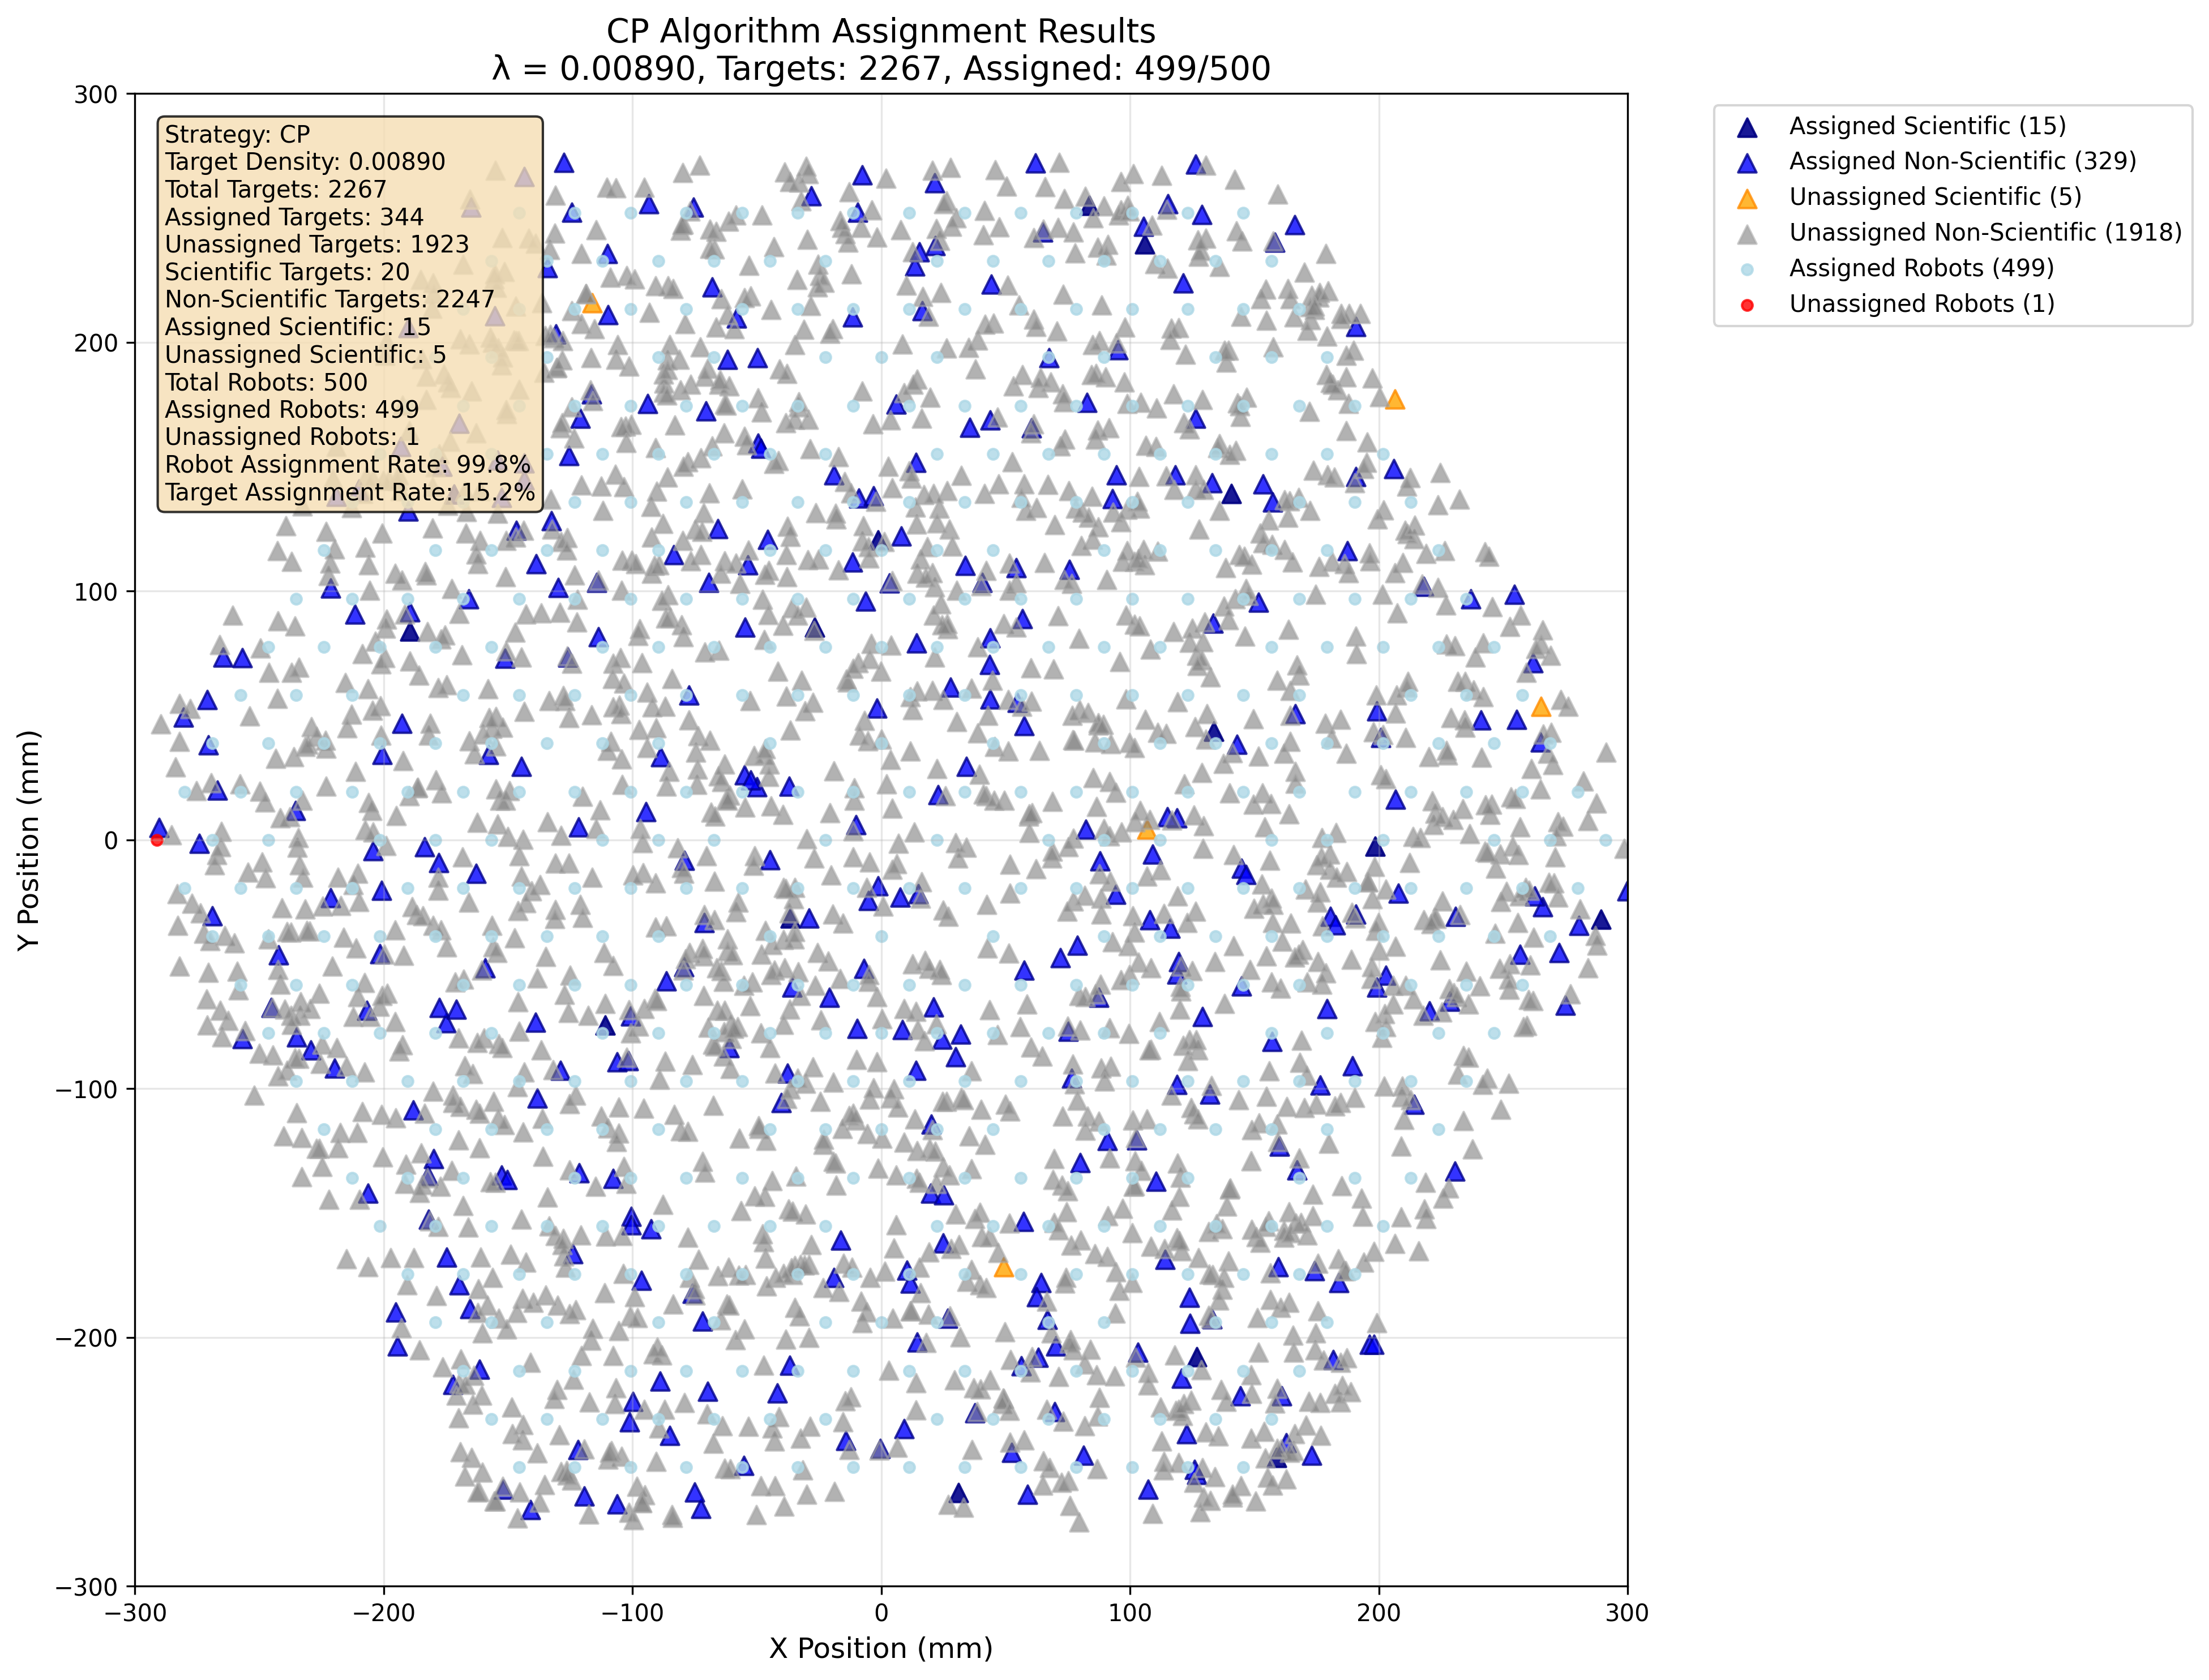 CP Algorithm Assignment Results
λ = 0.00890, Targets: 2267, Assigned: 499/500
Strategy: CP
Target Density: 0.00890
Total Targets: 2267
Assigned Targets: 344
Unassigned Targets: 1923
Scientific Targets: 20
Non-Scientific Targets: 2247
Assigned Scientific: 15
Unassigned Scientific: 5
Total Robots: 500
Assigned Robots: 499
Unassigned Robots: 1
Robot Assignment Rate: 99.8%
Target Assignment Rate: 15.2%
Assigned Scientific (15)
Assigned Non-Scientific (329)
Unassigned Scientific (5)
Unassigned Non-Scientific (1918)
Assigned Robots (499)
Unassigned Robots (1)
Y Position (mm)
300
200
100
0
−100
−200
−300
−300 −200 −100 0 100 200 300
X Position (mm)